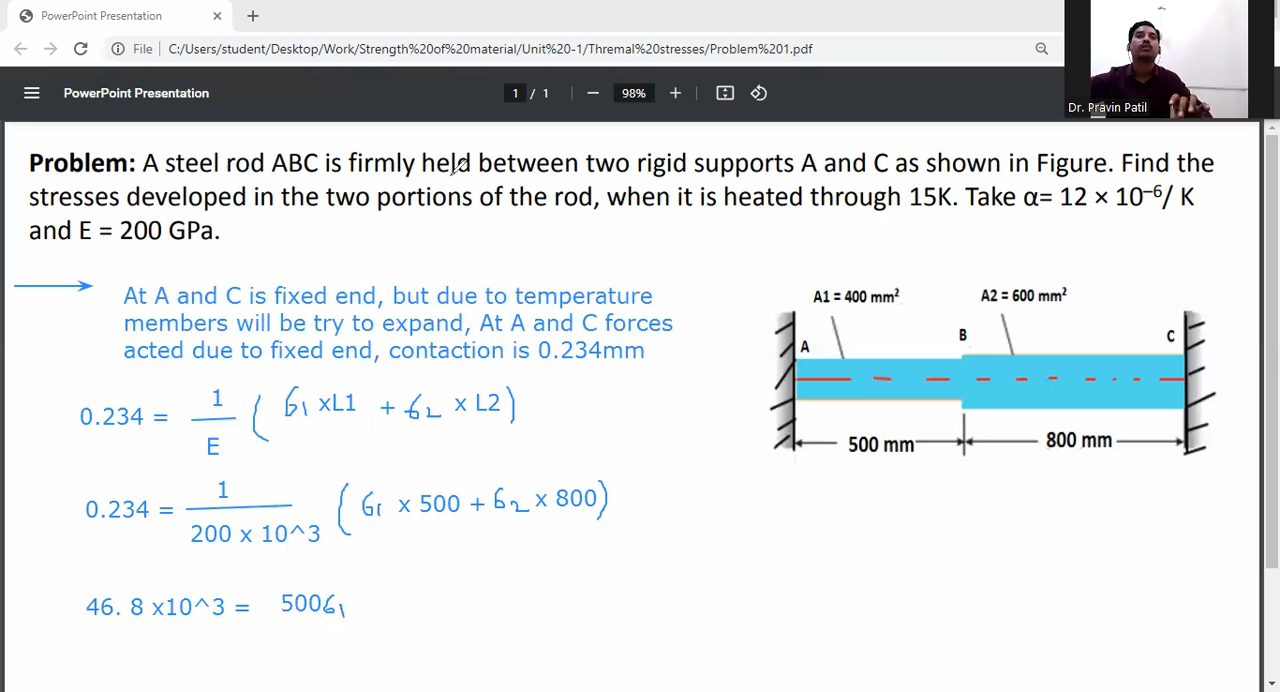 PowerPoint Presentation
File C:/Users/student/Desktop/Work/Strength%20of%20material/Unit%20-1/Thremal%20stresses/Problem%201.pdf
PowerPoint Presentation
1 / 1
98%
Dr. Pravin Patil
Problem: A steel rod ABC is firmly held between two rigid supports A and C as shown in Figure. Find the
stresses developed in the two portions of the rod, when it is heated through 15K. Take α= 12 × 10⁻⁶/ K
and E = 200 GPa.
At A and C is fixed end, but due to temperature
members will be try to expand, At A and C forces
acted due to fixed end, contaction is 0.234mm
0.234 = 1/E ( б₁ xL1 + б₂ x L2 )
0.234 = 1/200 x 10^3 ( б₁ x 500 + б₂ x 800 )
46. 8 x10^3 = 500б₁
A1 = 400 mm²
A2 = 600 mm²
A
B
C
500 mm
800 mm